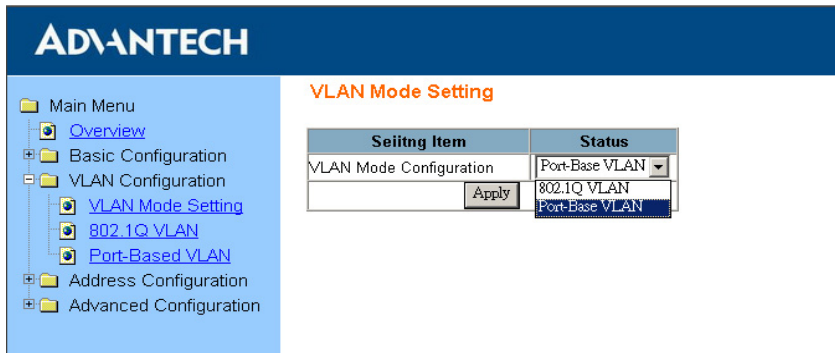 ADVANTECH
Main Menu
Overview
Basic Configuration
VLAN Configuration
VLAN Mode Setting
802.1Q VLAN
Port-Based VLAN
Address Configuration
Advanced Configuration
VLAN Mode Setting
Seiitng Item Status
VLAN Mode Configuration Port-Base VLAN
Apply
802.1Q VLAN
Port-Base VLAN